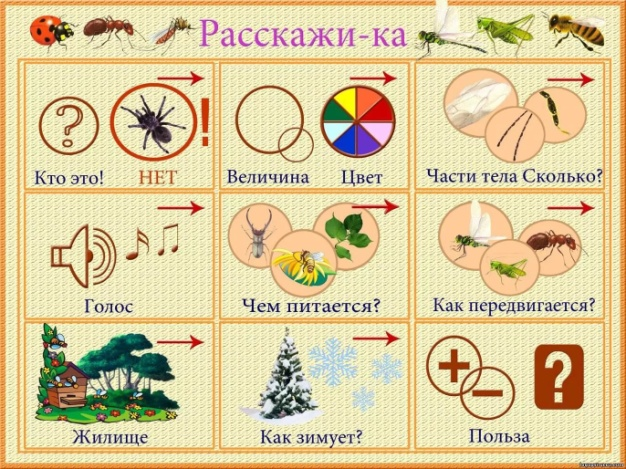 Расскажи-ка
Кто это! НЕТ !
Величина Цвет
Части тела Сколько?
Голос
Чем питается?
Как передвигается?
Жилище
Как зимует?
Польза